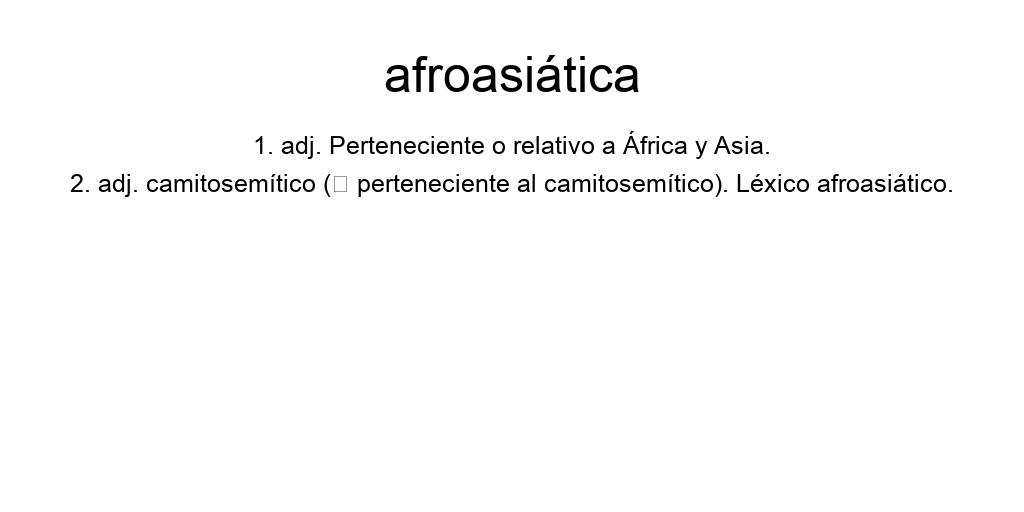 afroasiática
1. adj. Perteneciente o relativo a África y Asia.
2. adj. camitosemítico (▯ perteneciente al camitosemítico). Léxico afroasiático.